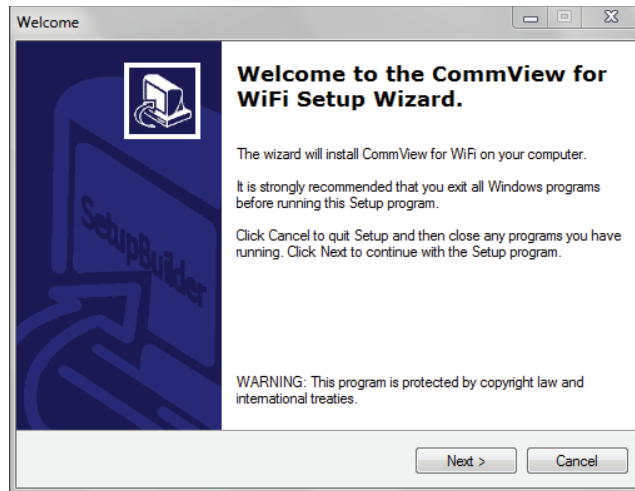 Welcome
Welcome to the CommView for
WiFi Setup Wizard.
The wizard will install CommView for WiFi on your computer.
It is strongly recommended that you exit all Windows programs
before running this Setup program.
Click Cancel to quit Setup and then close any programs you have
running. Click Next to continue with the Setup program.
SetupBuilder
WARNING: This program is protected by copyright law and
international treaties.
Next >
Cancel